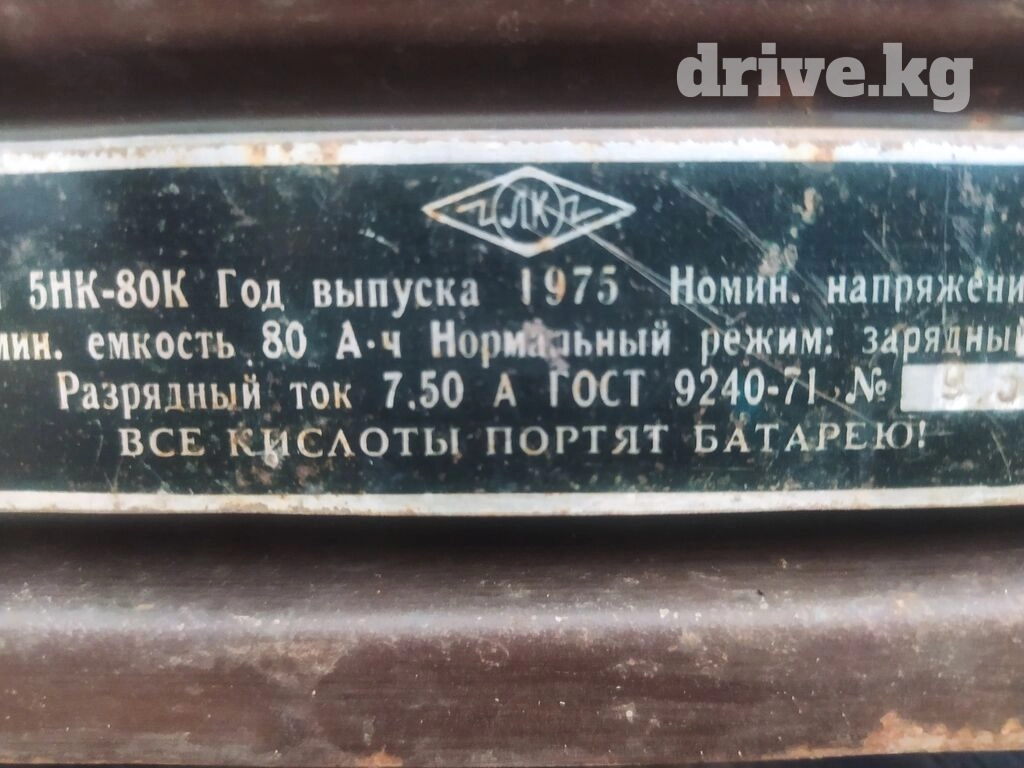 drive.kg
ЛК
5НК-80К Год выпуска 1975 Номин. напряжени
мин. емкость 80 А·ч Нормальный режим: зарядны
Разрядный ток 7.50 А ГОСТ 9240-71 №
ВСЕ КИСЛОТЫ ПОРТЯТ БАТАРЕЮ!